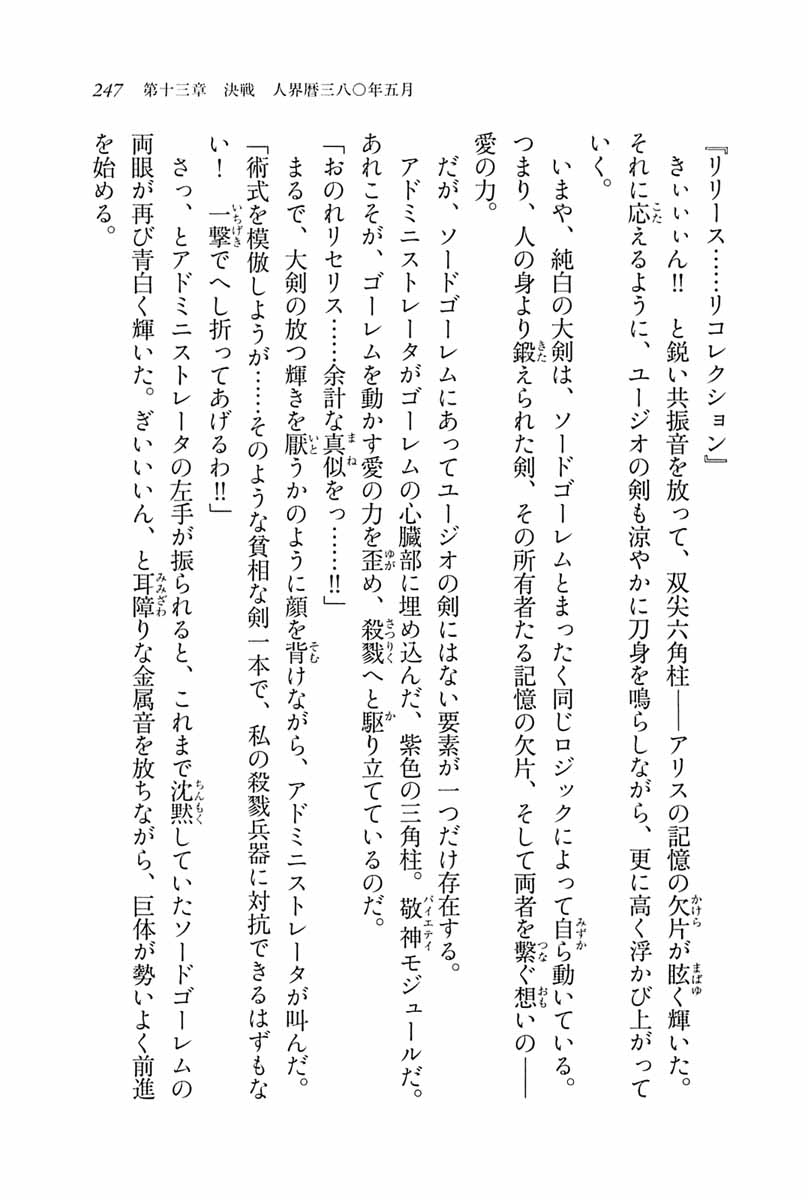 247 第十三章 決戦 人界暦三八〇年五月
『リリース……リコレクション』
きぃぃぃん!! と鋭い共振音を放って、双尖六角柱——アリスの記憶の欠片が眩く輝いた。
それに応えるように、ユージオの剣も涼やかに刀身を鳴らしながら、更に高く浮かび上がって
いく。
いまや、純白の大剣は、ソードゴーレムとまったく同じロジックによって自ら動いている。
つまり、人の身より鍛えられた剣、その所有者たる記憶の欠片、そして両者を繋ぐ想いの——
愛の力。
だが、ソードゴーレムにあってユージオの剣にはない要素が一つだけ存在する。
アドミニストレータがゴーレムの心臓部に埋め込んだ、紫色の三角柱。敬神モジュールだ。
あれこそが、ゴーレムを動かす愛の力を歪め、殺戮へと駆り立てているのだ。
「おのれリセリス……余計な真似をっ……!!」
まるで、大剣の放つ輝きを厭うかのように顔を背けながら、アドミニストレータが叫んだ。
「術式を模倣しようが……そのような貧相な剣一本で、私の殺戮兵器に対抗できるはずもな
い! 一撃でへし折ってあげるわ!!」
さっ、とアドミニストレータの左手が振られると、これまで沈黙していたソードゴーレムの
両眼が再び青白く輝いた。ぎぃいいん、と耳障りな金属音を放ちながら、巨体が勢いよく前進
を始める。